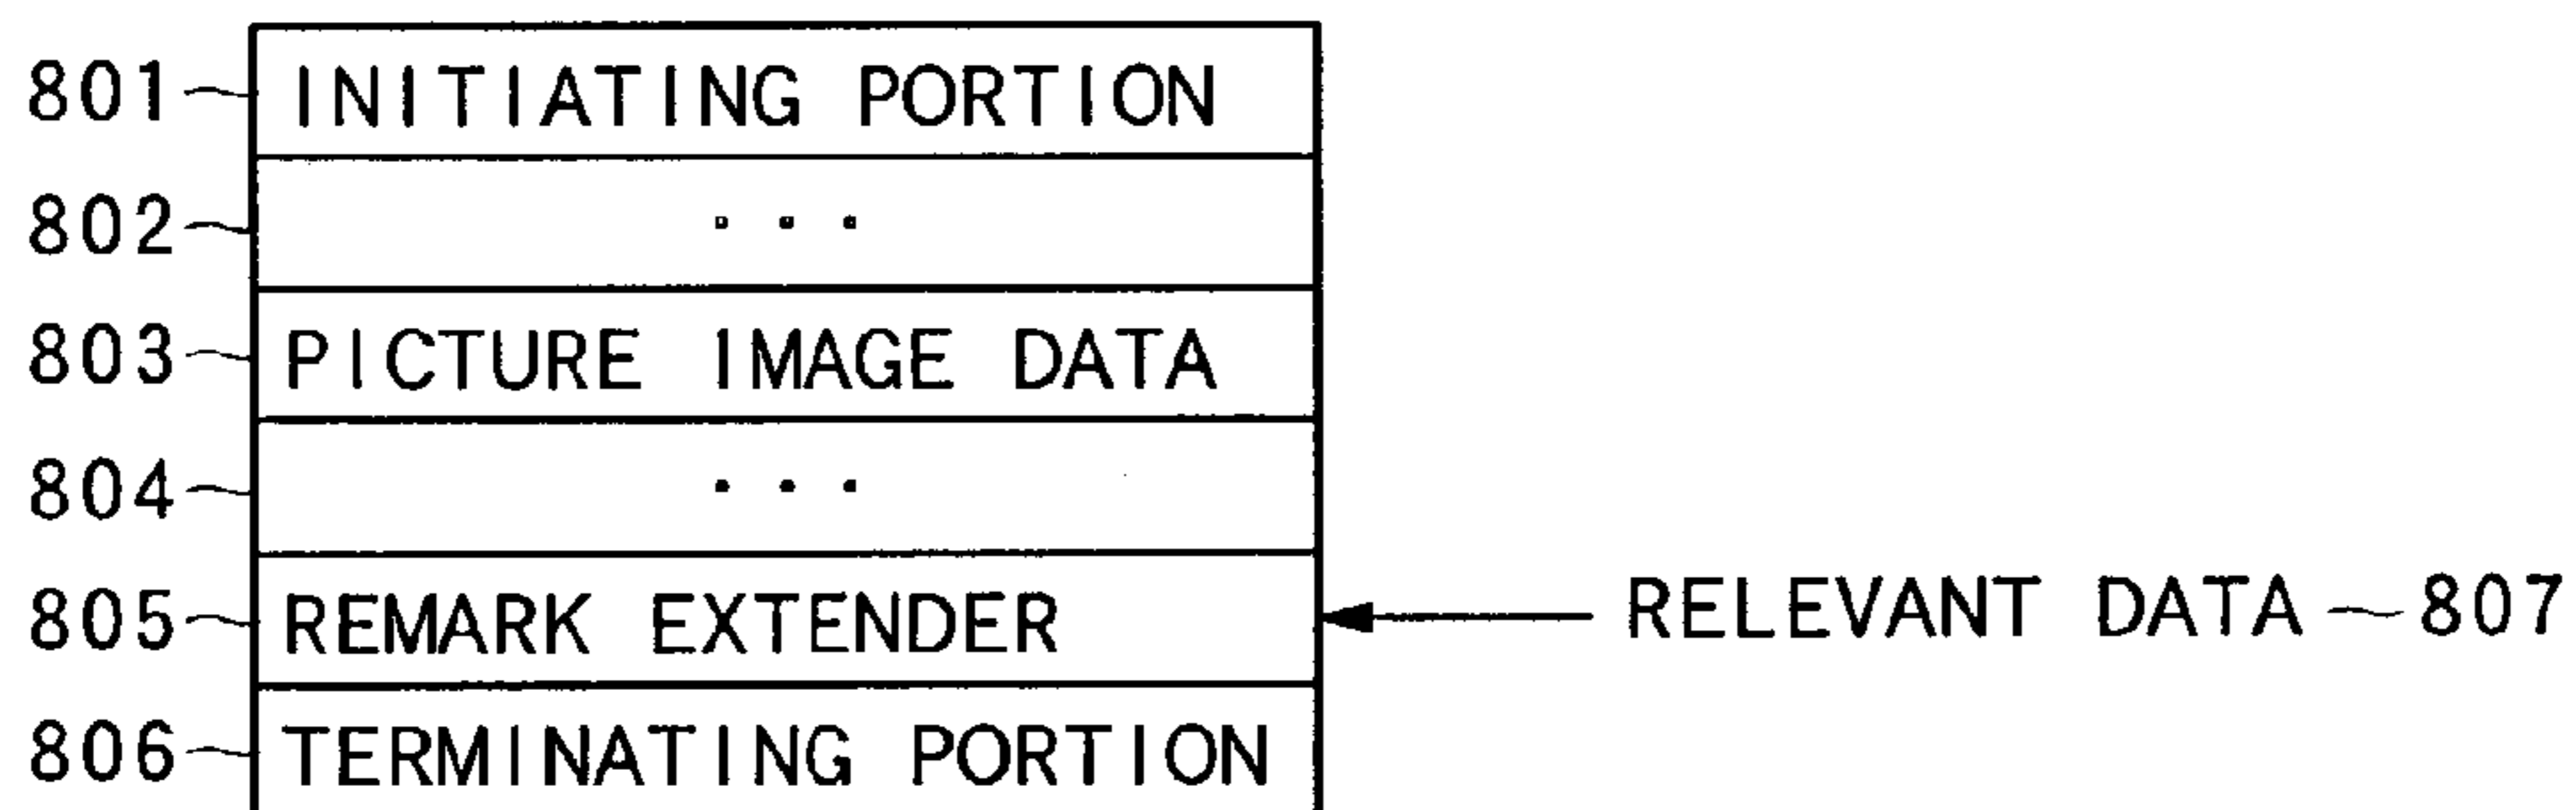 801 INITIATING PORTION
802 ...
803 PICTURE IMAGE DATA
804 ...
805 REMARK EXTENDER RELEVANT DATA 807
806 TERMINATING PORTION